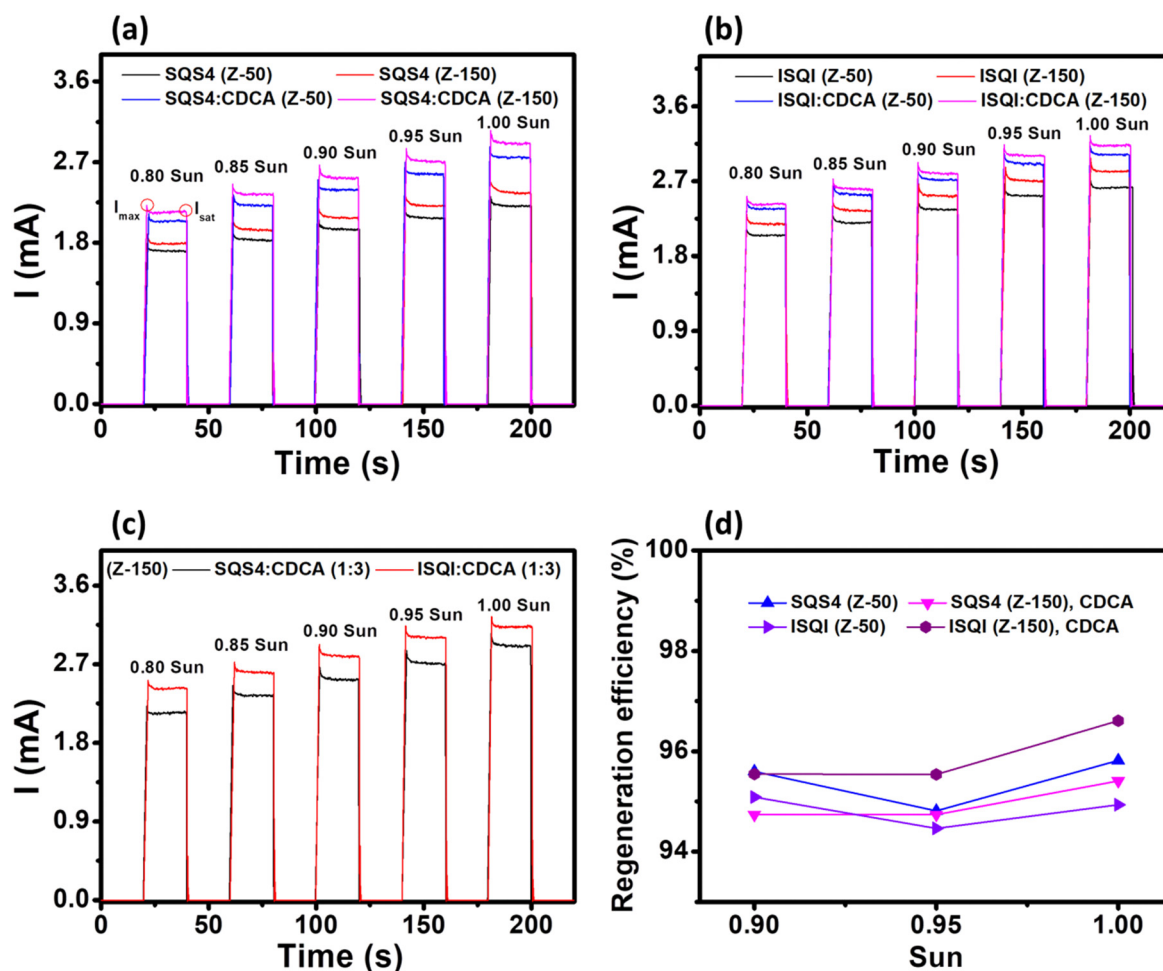 (a)
SQS4 (Z-50) SQS4 (Z-150)
SQS4:CDCA (Z-50) SQS4:CDCA (Z-150)
0.80 Sun 0.85 Sun 0.90 Sun 0.95 Sun 1.00 Sun
Imax Isat
I (mA)
3.6
2.7
1.8
0.9
0.0
0 50 100 150 200
Time (s)
(b)
ISQI (Z-50) ISQI (Z-150)
ISQI:CDCA (Z-50) ISQI:CDCA (Z-150)
0.80 Sun 0.85 Sun 0.90 Sun 0.95 Sun 1.00 Sun
I (mA)
3.6
2.7
1.8
0.9
0.0
0 50 100 150 200
Time (s)
(c)
(Z-150) SQS4:CDCA (1:3) ISQI:CDCA (1:3)
0.80 Sun 0.85 Sun 0.90 Sun 0.95 Sun 1.00 Sun
I (mA)
3.6
2.7
1.8
0.9
0.0
0 50 100 150 200
Time (s)
(d)
SQS4 (Z-50) SQS4 (Z-150), CDCA
ISQI (Z-50) ISQI (Z-150), CDCA
Regeneration efficiency (%)
100
98
96
94
0.90 0.95 1.00
Sun